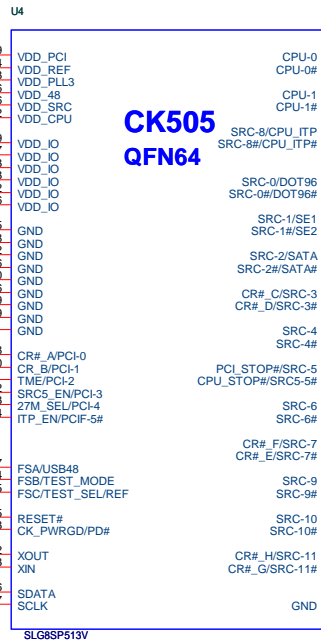 U4
VDD_PCI
VDD_REF
VDD_PLL3
VDD_48
VDD_SRC
VDD_CPU
VDD_IO
VDD_IO
VDD_IO
VDD_IO
VDD_IO
VDD_IO
GND
GND
GND
GND
GND
GND
GND
GND
GND
CR#_A/PCI-0
CR_B/PCI-1
TME/PCI-2
SRC5_EN/PCI-3
27M_SEL/PCI-4
ITP_EN/PCIF-5#
FSA/USB48
FSB/TEST_MODE
FSC/TEST_SEL/REF
RESET#
CK_PWRGD/PD#
XOUT
XIN
SDATA
SCLK
CK505
QFN64
CPU-0
CPU-0#
CPU-1
CPU-1#
SRC-8/CPU_ITP
SRC-8#/CPU_ITP#
SRC-0/DOT96
SRC-0#/DOT96#
SRC-1/SE1
SRC-1#/SE2
SRC-2/SATA
SRC-2#/SATA#
CR#_C/SRC-3
CR#_D/SRC-3#
SRC-4
SRC-4#
PCI_STOP#/SRC-5
CPU_STOP#/SRC5-5#
SRC-6
SRC-6#
CR#_F/SRC-7
CR#_E/SRC-7#
SRC-9
SRC-9#
SRC-10
SRC-10#
CR#_H/SRC-11
CR#_G/SRC-11#
GND
SLG8SP513V